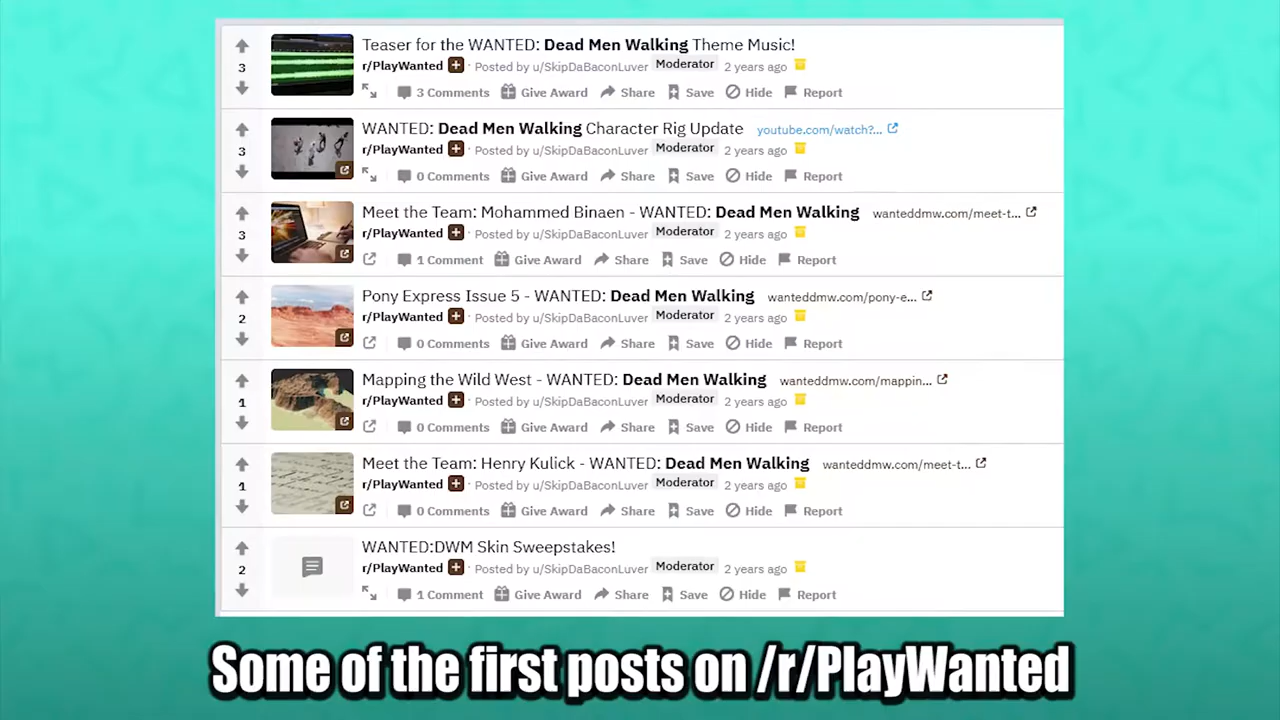 Teaser for the WANTED: Dead Men Walking Theme Music!
3
r/PlayWanted · Posted by u/SkipDaBaconLuver Moderator 2 years ago
3 Comments Give Award Share Save Hide Report
WANTED: Dead Men Walking Character Rig Update youtube.com/watch?...
3
r/PlayWanted · Posted by u/SkipDaBaconLuver Moderator 2 years ago
0 Comments Give Award Share Save Hide Report
Meet the Team: Mohammed Binaen - WANTED: Dead Men Walking wanteddmw.com/meet-t...
3
r/PlayWanted · Posted by u/SkipDaBaconLuver Moderator 2 years ago
1 Comment Give Award Share Save Hide Report
Pony Express Issue 5 - WANTED: Dead Men Walking wanteddmw.com/pony-e...
2
r/PlayWanted · Posted by u/SkipDaBaconLuver Moderator 2 years ago
0 Comments Give Award Share Save Hide Report
Mapping the Wild West - WANTED: Dead Men Walking wanteddmw.com/mappin...
1
r/PlayWanted · Posted by u/SkipDaBaconLuver Moderator 2 years ago
0 Comments Give Award Share Save Hide Report
Meet the Team: Henry Kulick - WANTED: Dead Men Walking wanteddmw.com/meet-t...
1
r/PlayWanted · Posted by u/SkipDaBaconLuver Moderator 2 years ago
0 Comments Give Award Share Save Hide Report
WANTED:DWM Skin Sweepstakes!
2
r/PlayWanted · Posted by u/SkipDaBaconLuver Moderator 2 years ago
1 Comment Give Award Share Save Hide Report
Some of the first posts on /r/PlayWanted